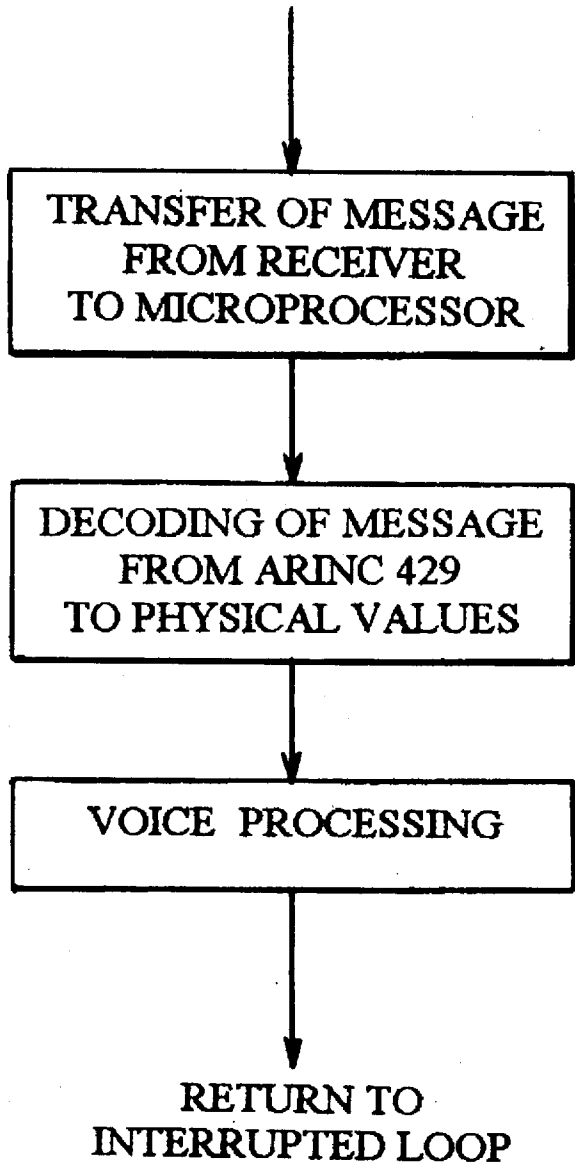 TRANSFER OF MESSAGE
FROM RECEIVER
TO MICROPROCESSOR
DECODING OF MESSAGE
FROM ARINC 429
TO PHYSICAL VALUES
VOICE PROCESSING
RETURN TO
INTERRUPTED LOOP